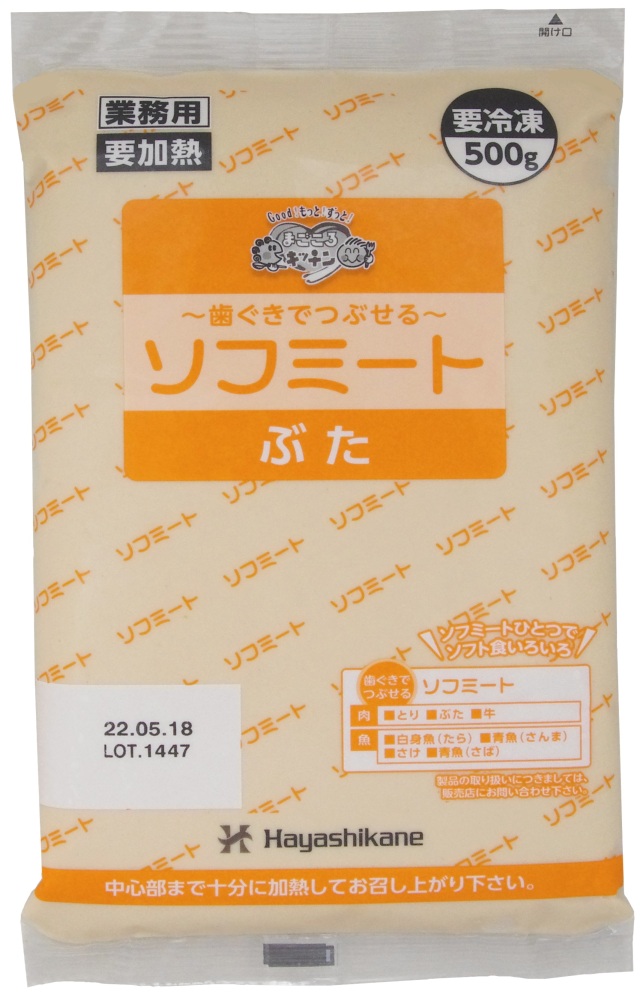 開け口
業務用
要加熱
要冷凍
500g
Good!もっと!ずっと!
まごころ
キッチン
～歯ぐきでつぶせる～
ソフミート
ぶた
ソフミートひとつで
ソフト食いろいろ
歯ぐきで
つぶせる
ソフミート
肉 ■とり ■ぶた ■牛
魚 ■白身魚(たら) ■青魚(さんま)
■さけ ■青魚(さば)
製品の取り扱いにつきましては、
販売店にお問い合わせ下さい。
22.05.18
LOT.1447
Hayashikane
中心部まで十分に加熱してお召し上がり下さい。